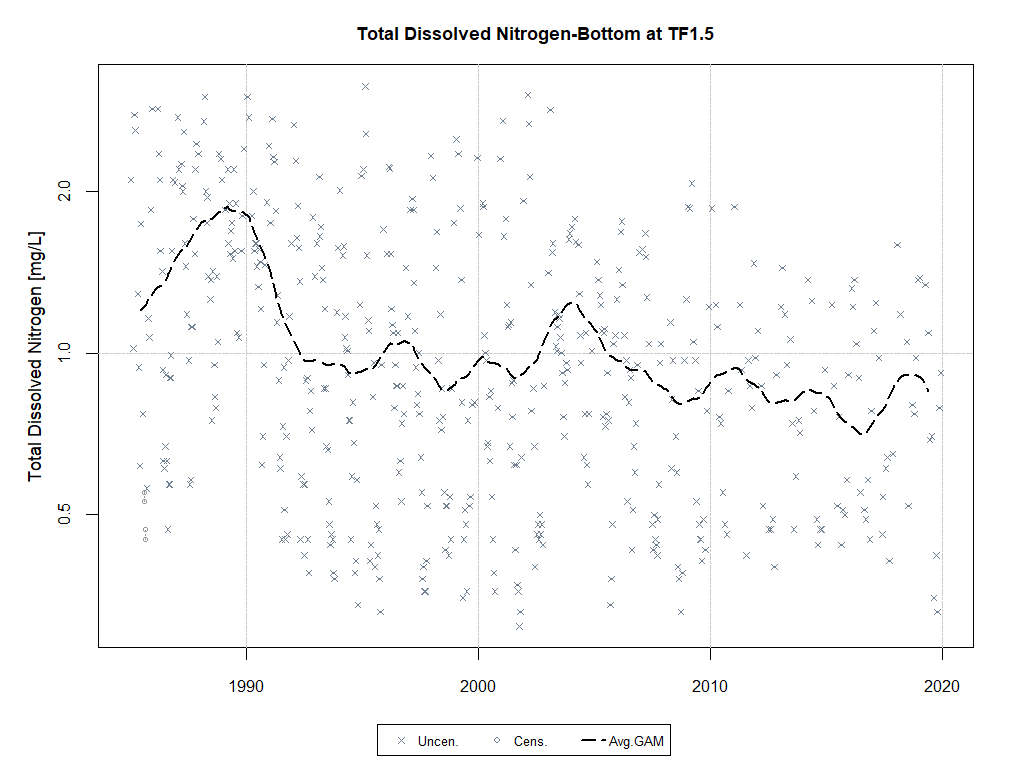 Total Dissolved Nitrogen-Bottom at TF1.5
Total Dissolved Nitrogen [mg/L]
2.0
1.0
0.5
1990 2000 2010 2020
Uncen. Cens. Avg.GAM